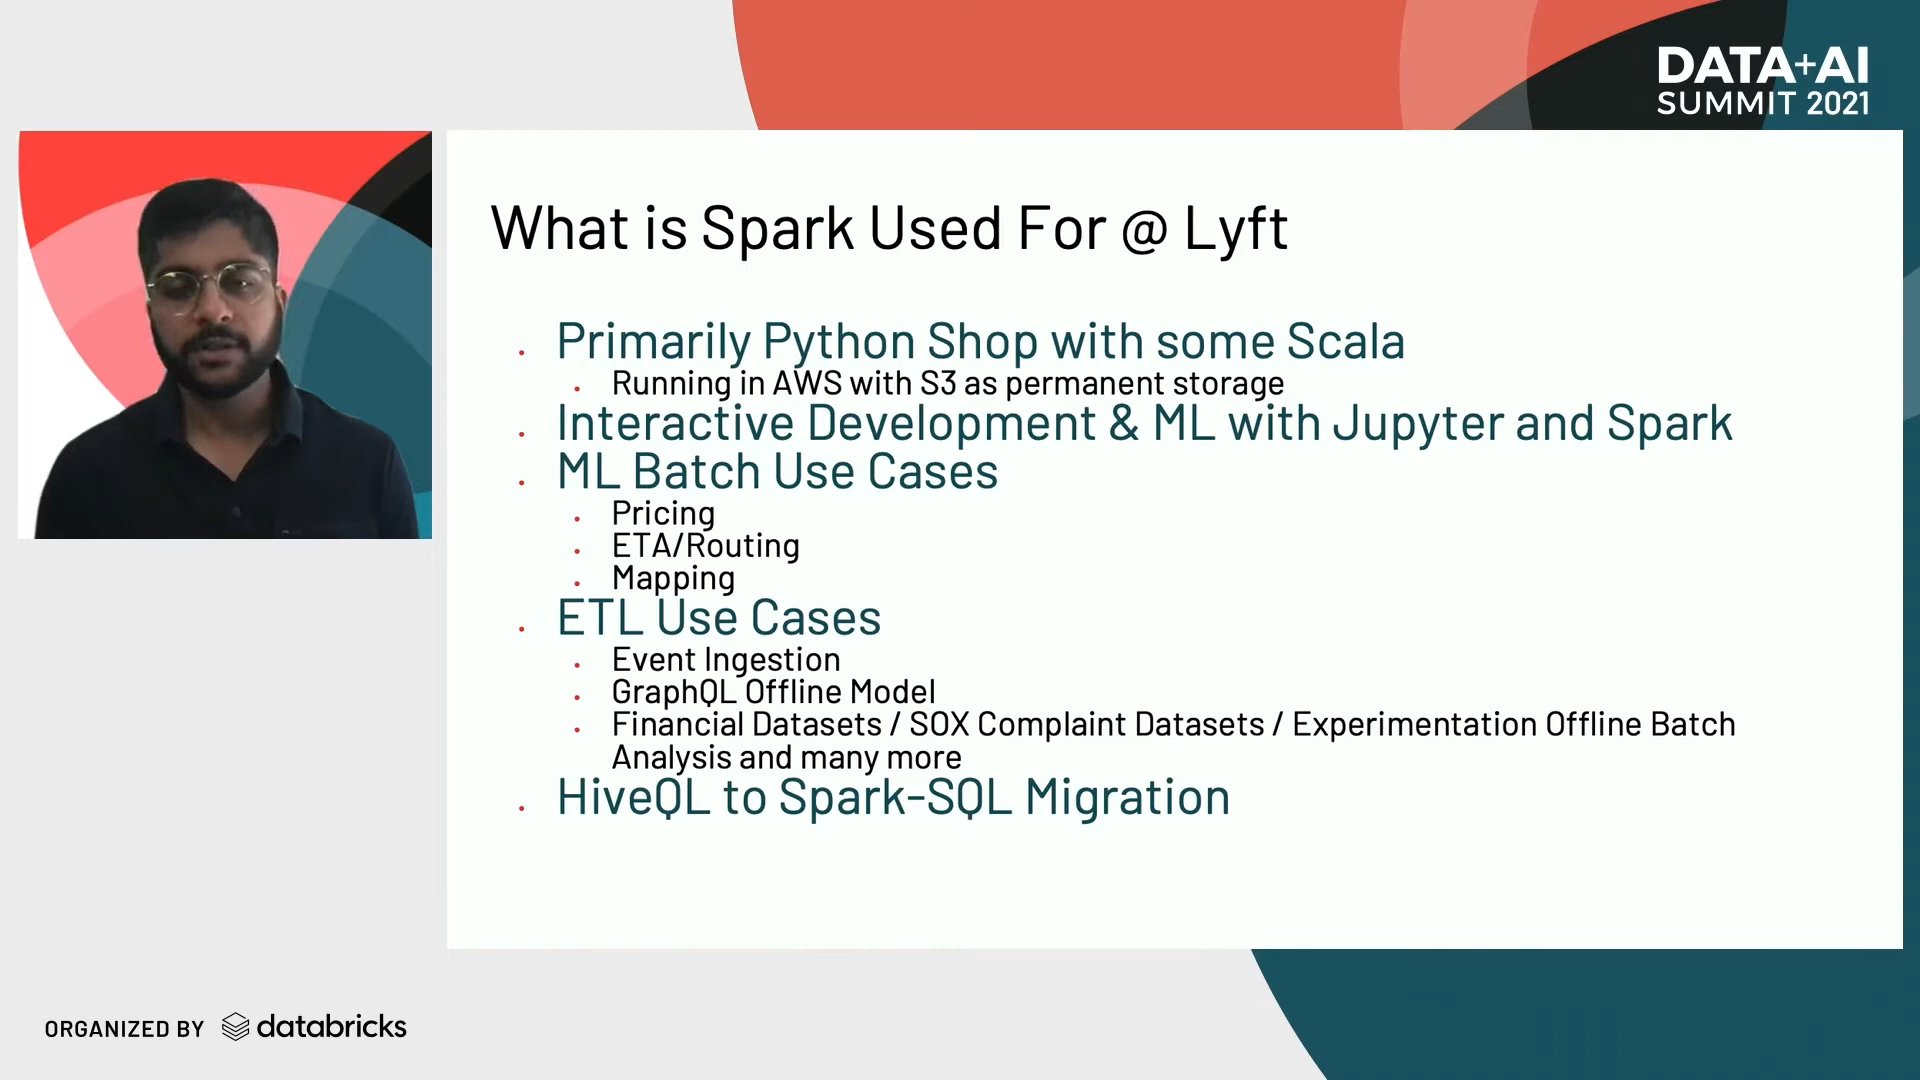 DATA+AI
SUMMIT 2021
What is Spark Used For @ Lyft
Primarily Python Shop with some Scala
Running in AWS with S3 as permanent storage
Interactive Development & ML with Jupyter and Spark
ML Batch Use Cases
Pricing
ETA/Routing
Mapping
ETL Use Cases
Event Ingestion
GraphQL Offline Model
Financial Datasets / SOX Complaint Datasets / Experimentation Offline Batch
Analysis and many more
HiveQL to Spark-SQL Migration
ORGANIZED BY databricks